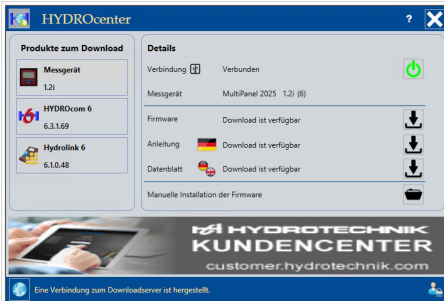 HYDROcenter
?
Produkte zum Download
Messgerät
1.2i
HYDROcom 6
6.3.1.69
Hydrolink 6
6.1.0.48
Details
Verbindung Verbunden
Messgerät MultiPanel 2025 1.2i (6)
Firmware Download ist verfügbar
Anleitung Download ist verfügbar
Datenblatt Download ist verfügbar
Manuelle Installation der Firmware
HYDROTECHNIK
KUNDENCENTER
customer.hydrotechnik.com
Eine Verbindung zum Downloadserver ist hergestellt.